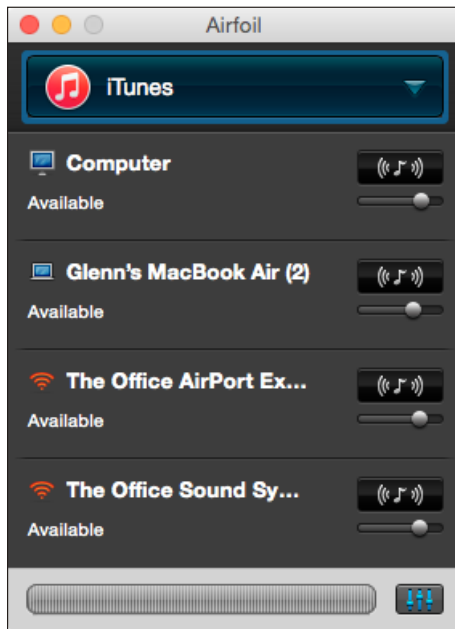 Airfoil
iTunes
Computer
Available
Glenn’s MacBook Air (2)
Available
The Office AirPort Ex...
Available
The Office Sound Sy...
Available